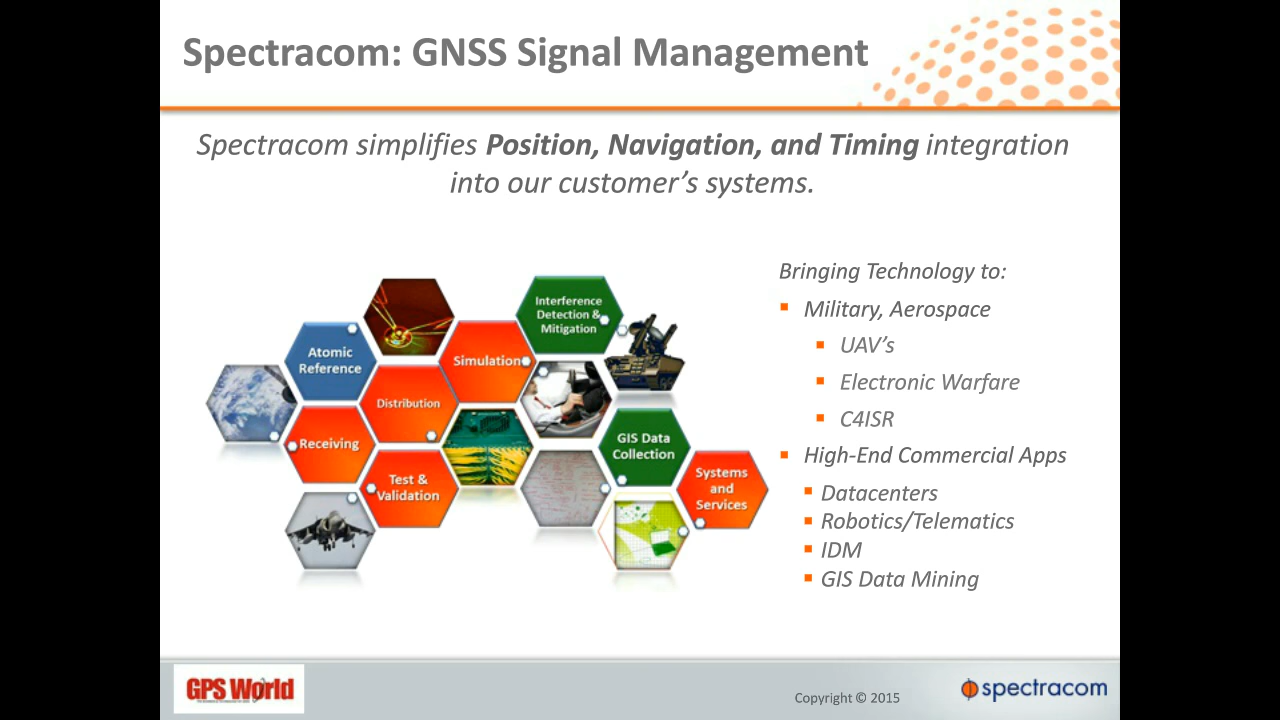 Spectracom: GNSS Signal Management
Spectracom simplifies Position, Navigation, and Timing integration
into our customer's systems.
Interference
Detection &
Mitigation
Atomic
Reference
Simulation
Distribution
Receiving
GIS Data
Collection
Test &
Validation
Systems
and
Services
Bringing Technology to:
Military, Aerospace
UAV's
Electronic Warfare
C4ISR
High-End Commercial Apps
Datacenters
Robotics/Telematics
IDM
GIS Data Mining
GPS World
Copyright © 2015
spectracom